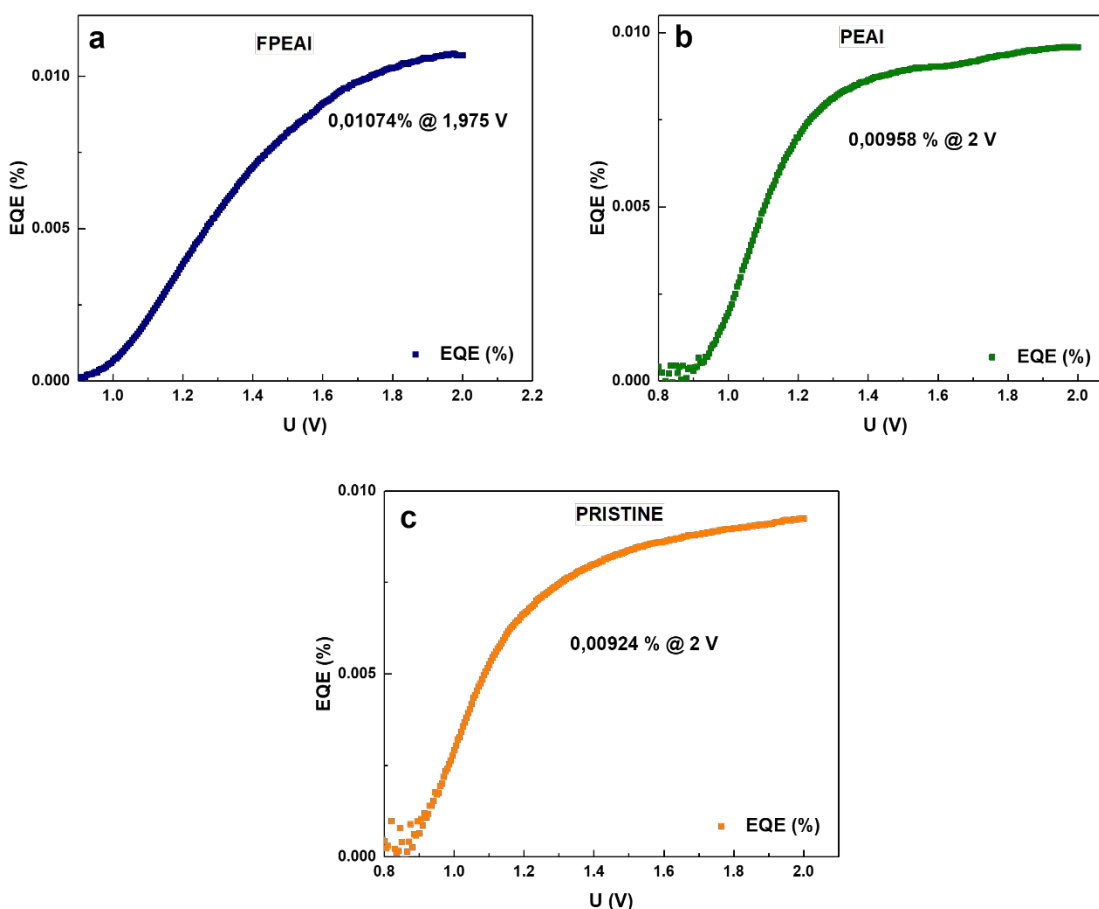 a
FPEAI
0.010
0,01074% @ 1,975 V
EQE (%)
0.005
EQE (%)
0.000
1.0 1.2 1.4 1.6 1.8 2.0 2.2
U (V)
b
PEAI
0.010
0,00958 % @ 2 V
EQE (%)
0.005
EQE (%)
0.000
0.8 1.0 1.2 1.4 1.6 1.8 2.0
U (V)
c
PRISTINE
0.010
0,00924 % @ 2 V
EQE (%)
0.005
EQE (%)
0.000
0.8 1.0 1.2 1.4 1.6 1.8 2.0
U (V)